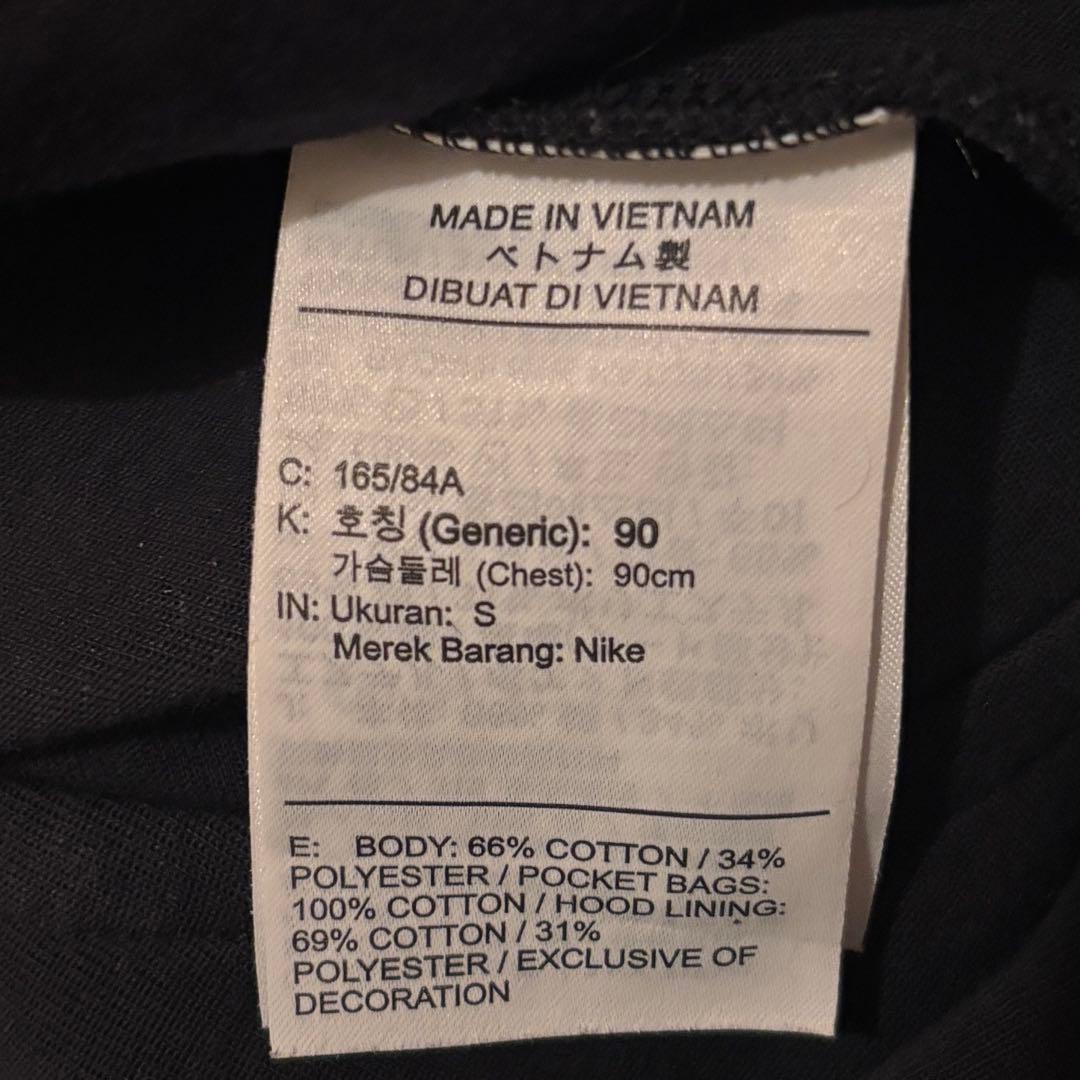 MADE IN VIETNAM
ベトナム製
DIBUAT DI VIETNAM
C: 165/84A
K: 호칭 (Generic): 90
가슴둘레 (Chest): 90cm
IN: Ukuran: S
Merek Barang: Nike
E: BODY: 66% COTTON / 34%
POLYESTER / POCKET BAGS:
100% COTTON / HOOD LINING:
69% COTTON / 31%
POLYESTER / EXCLUSIVE OF
DECORATION